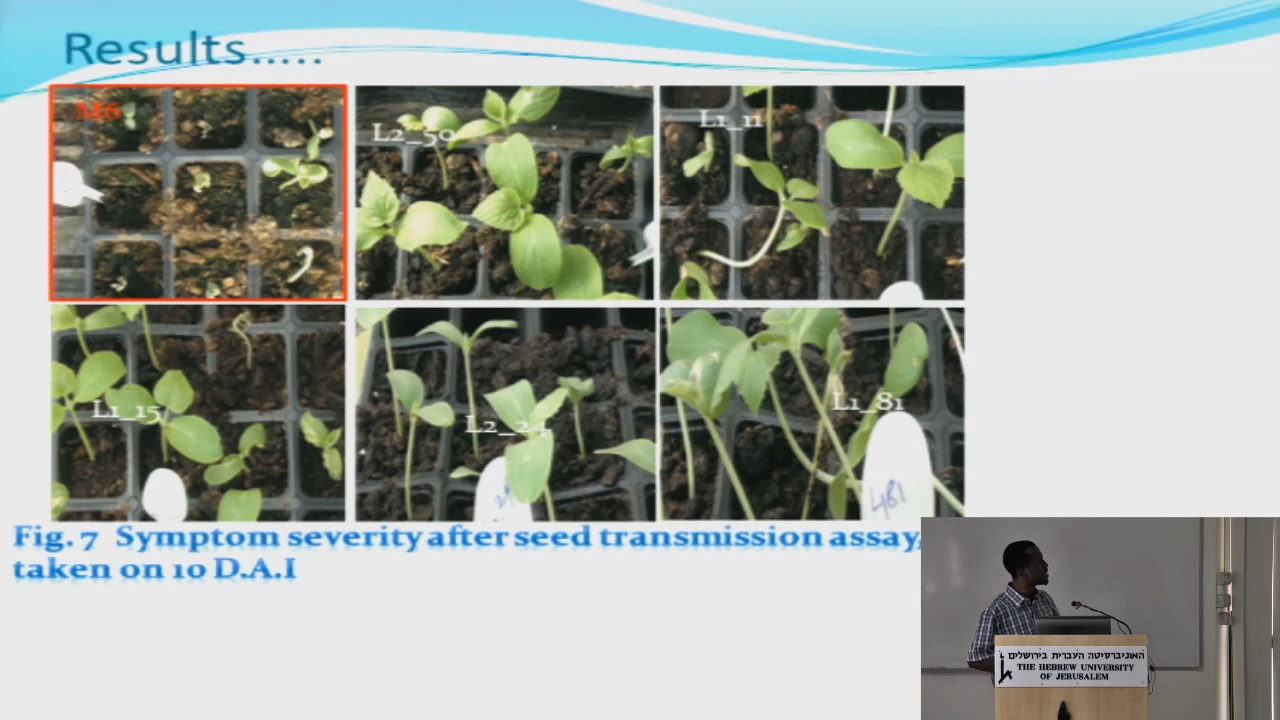 Results.....
M6
L2_50
L1_11
L1_15
L2_24
L1_81
481
Fig. 7 Symptom severity after seed transmission assay,
taken on 10 D.A.I
האוניברסיטה העברית בירושלים
THE HEBREW UNIVERSITY
OF JERUSALEM